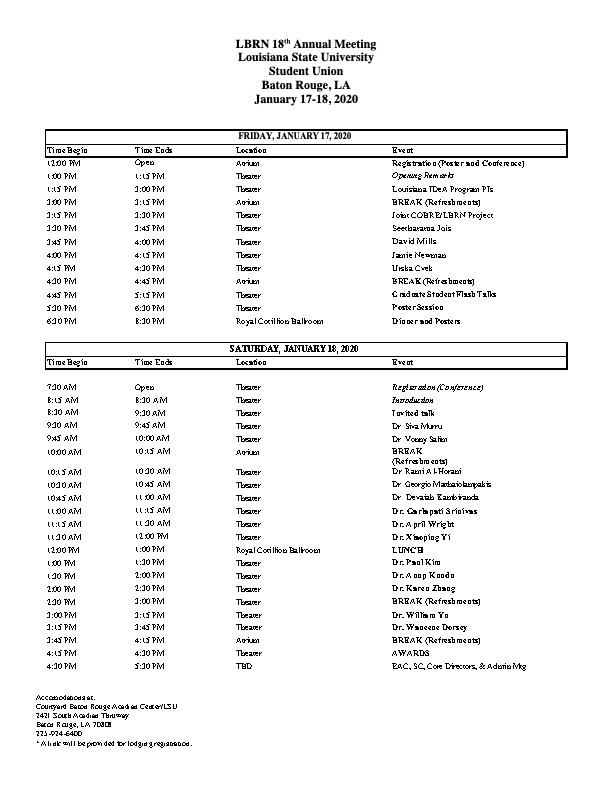 LBRN 18th Annual Meeting
Louisiana State University
Student Union
Baton Rouge, LA
January 17-18, 2020
FRIDAY, JANUARY 17, 2020
Time Begin Time Ends Location Event
12:00 PM Open Atrium Registration (Poster and Conference)
1:00 PM 1:15 PM Theater Opening Remarks
1:15 PM 3:00 PM Theater Louisiana IDeA Program PIs
3:00 PM 3:15 PM Atrium BREAK (Refreshments)
3:15 PM 3:30 PM Theater Joint COBRE/LBRN Project
3:30 PM 3:45 PM Theater Seetharama Jois
3:45 PM 4:00 PM Theater David Mills
4:00 PM 4:15 PM Theater Jamie Newman
4:15 PM 4:30 PM Theater Urska Cvek
4:30 PM 4:45 PM Atrium BREAK (Refreshments)
4:45 PM 5:15 PM Theater Graduate Student Flash Talks
5:30 PM 6:30 PM Theater Poster Session
6:30 PM 8:30 PM Royal Cotillion Ballroom Dinner and Posters
SATURDAY, JANUARY 18, 2020
Time Begin Time Ends Location Event
7:30 AM Open Theater Registration (Conference)
8:15 AM 8:30 AM Theater Introduction
8:30 AM 9:30 AM Theater Invited talk
9:30 AM 9:45 AM Theater Dr. Siva Murru
9:45 AM 10:00 AM Theater Dr. Vonny Salim
10:00 AM 10:15 AM Atrium BREAK
(Refreshments)
10:15 AM 10:30 AM Theater Dr. Rami Al-Horani
10:30 AM 10:45 AM Theater Dr. Georgio
10:45 AM 11:00 AM Theater Dr. Devaiah Kambiranda
11:00 AM 11:15 AM Theater Dr. Garlapati Srinivas
11:15 AM 11:30 AM Theater Dr. April Wright
11:30 AM 12:00 PM Theater Dr. Xiaoping Yi
12:00 PM 1:00 PM Royal Cotillion Ballroom LUNCH
1:00 PM 1:30 PM Theater Dr. Paul Kim
1:30 PM 2:00 PM Theater Dr. Anup Kundu
2:00 PM 2:30 PM Theater Dr. Karen Zhang
2:30 PM 3:00 PM Theater BREAK (Refreshments)
3:00 PM 3:15 PM Theater Dr. William Yu
3:15 PM 3:45 PM Theater Dr. Waneene Dorsey
3:45 PM 4:15 PM Atrium BREAK (Refreshments)
4:15 PM 4:30 PM Theater AWARDS
4:30 PM 5:30 PM TBD EAC, SC, Core Directors, & Admin Mtg
Accomodations at:
Courtyard Baton Rouge Acadian Center/LSU
2421 South Acadian Thruway
Baton Rouge, LA 70808
225-924-6400
* A link will be provided for lodging registration.